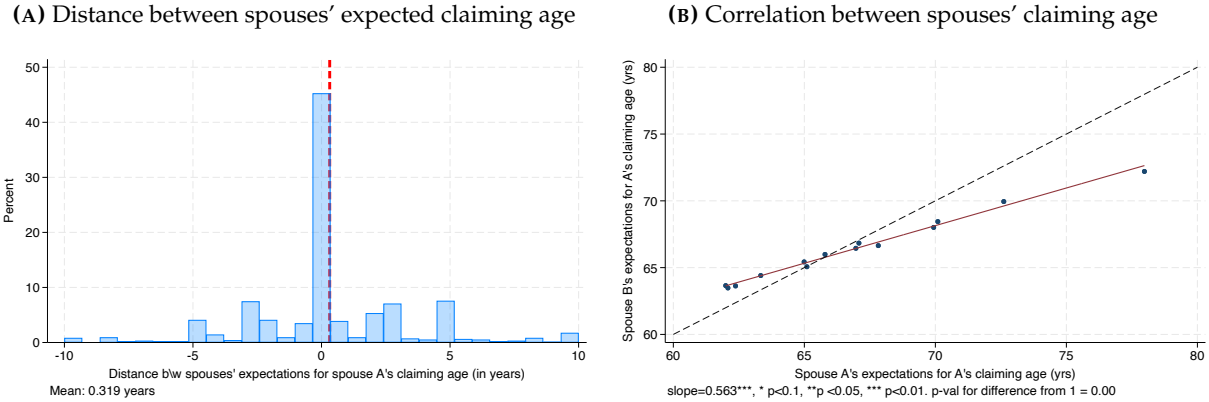 (A) Distance between spouses' expected claiming age
50
40
30
20
10
0
Percent
-10 -5 0 5 10
Distance b\w spouses' expectations for spouse A's claiming age (in years)
Mean: 0.319 years
(B) Correlation between spouses' claiming age
80
75
70
65
60
Spouse B's expectations for A's claiming age (yrs)
60 65 70 75 80
Spouse A's expectations for A's claiming age (yrs)
slope=0.563***, * p<0.1, **p <0.05, *** p<0.01. p-val for difference from 1 = 0.00